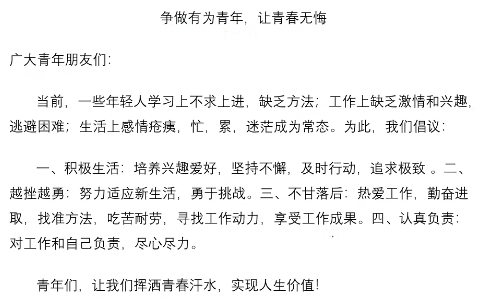 争做有为青年，让青春无悔
广大青年朋友们：
当前，一些年轻人学习上不求上进，缺乏方法；工作上缺乏激情和兴趣，
逃避困难；生活上感情疮痍，忙，累，迷茫成为常态。为此，我们倡议：
一、积极生活：培养兴趣爱好，坚持不懈，及时行动，追求极致 。二、
越挫越勇：努力适应新生活，勇于挑战。三、不甘落后：热爱工作，勤奋进
取，找准方法，吃苦耐劳，寻找工作动力，享受工作成果。四、认真负责：
对工作和自己负责，尽心尽力。
青年们，让我们挥洒青春汗水，实现人生价值！